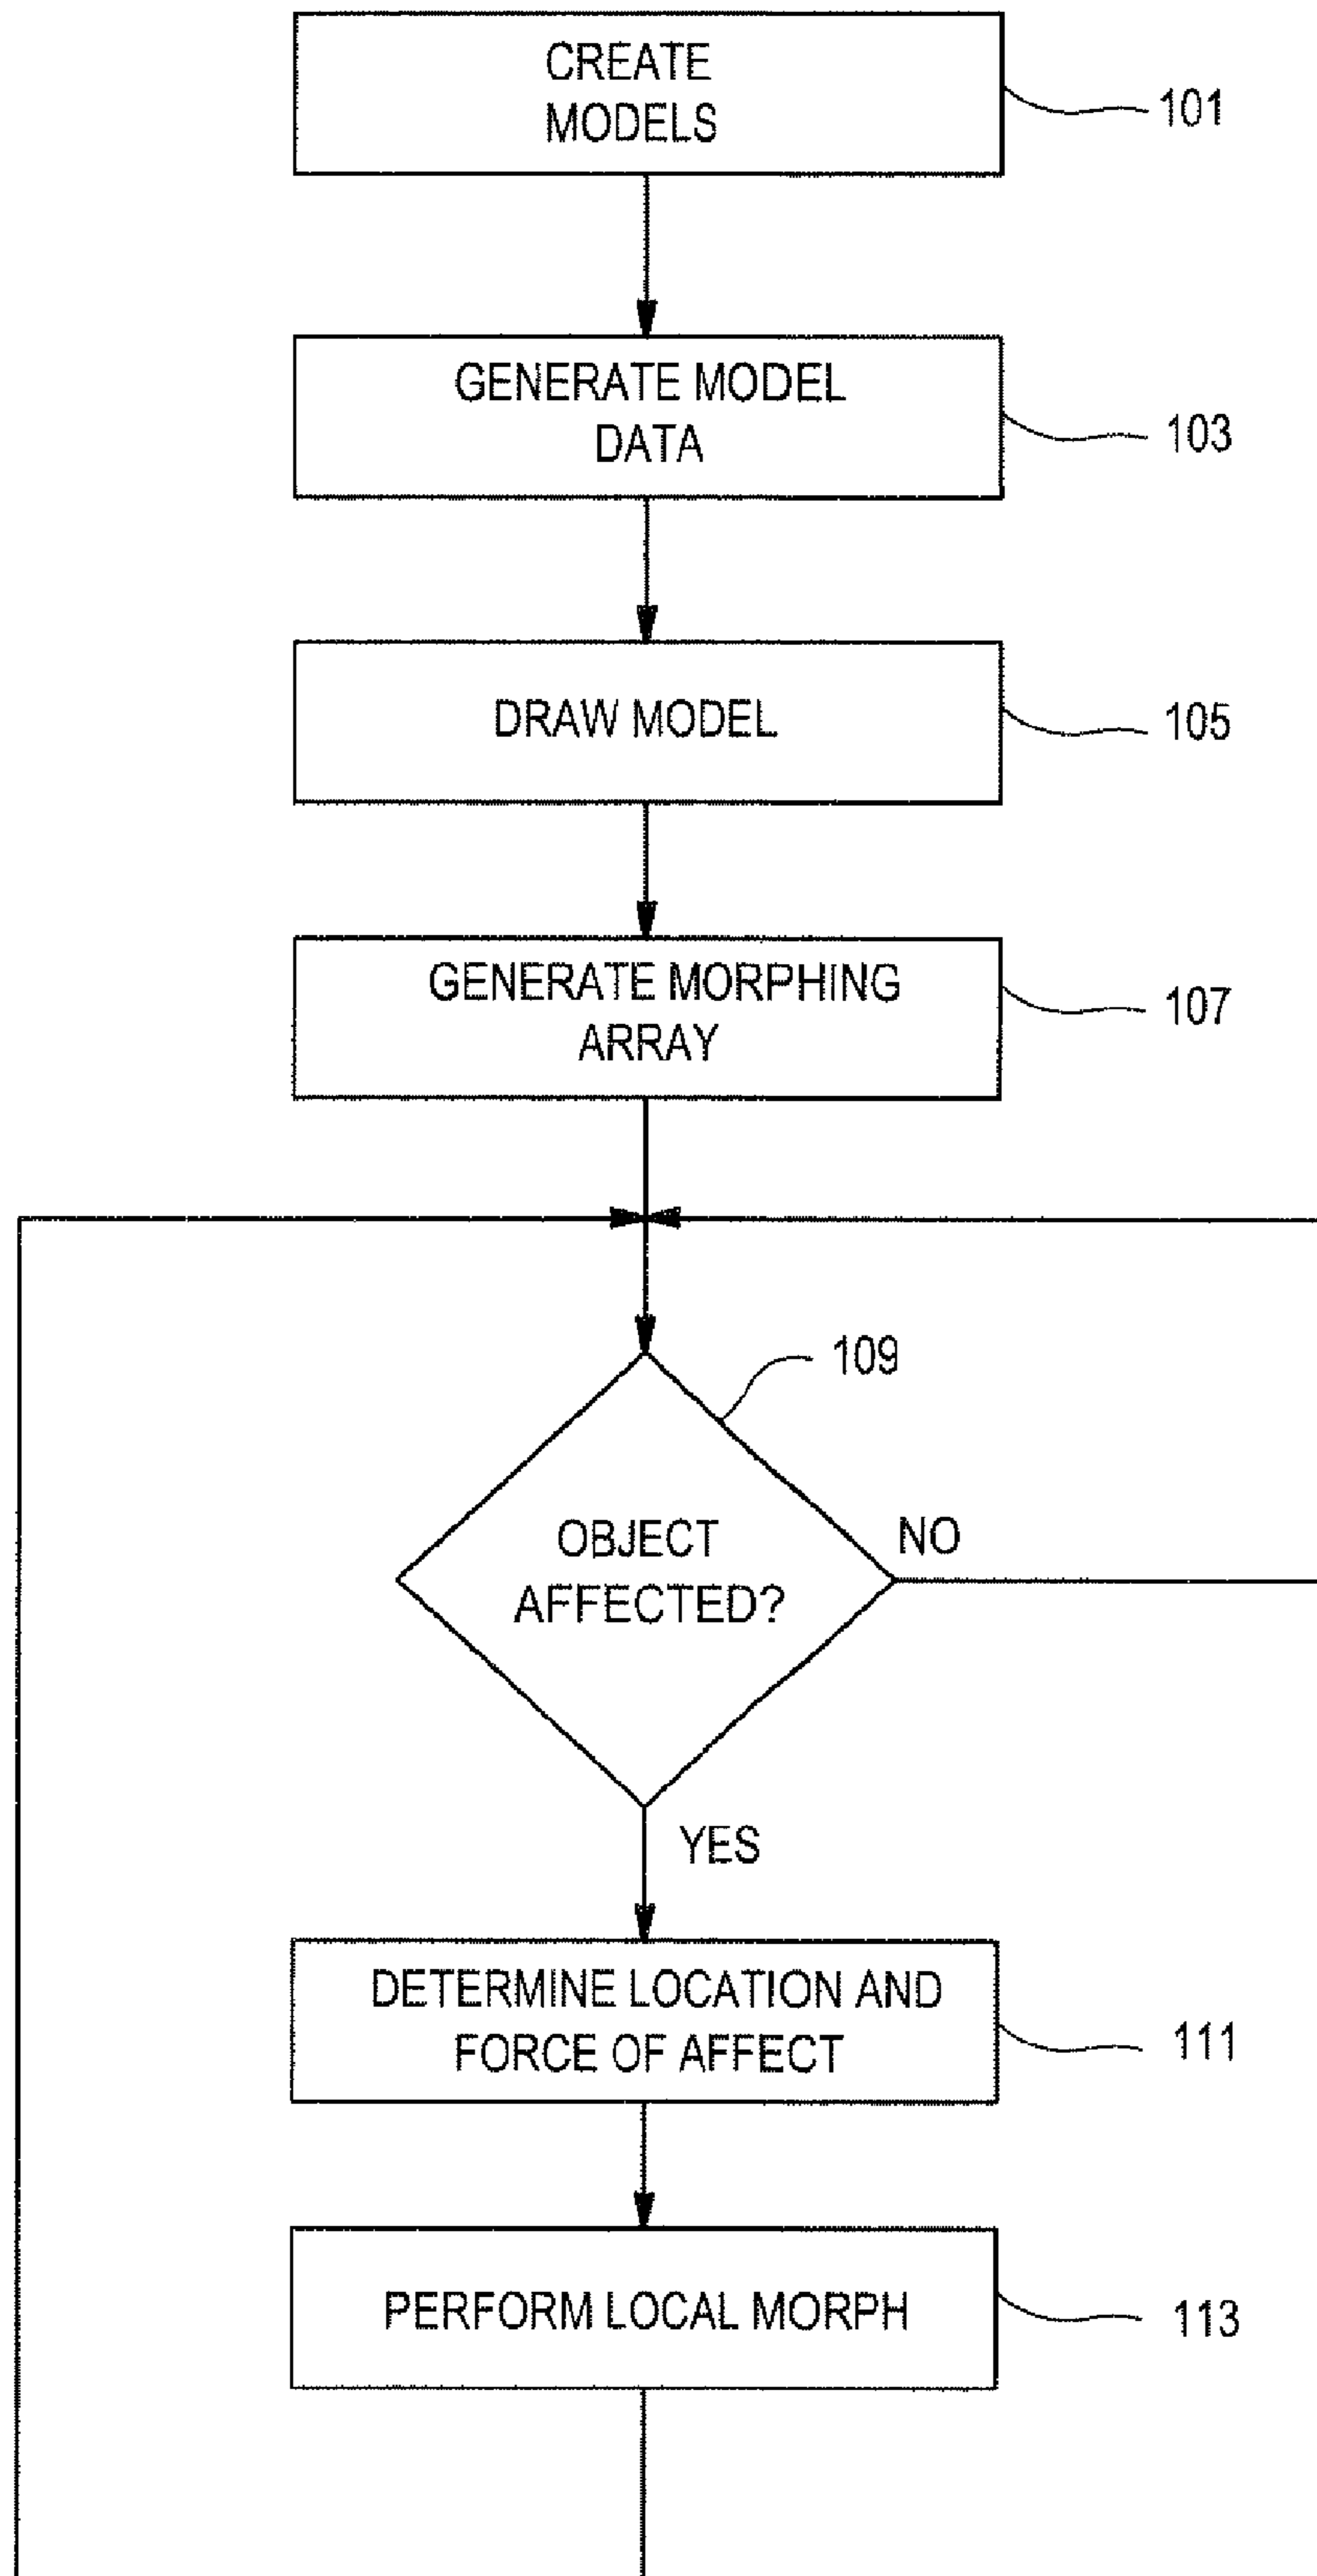 CREATE
MODELS
101
GENERATE MODEL
DATA
103
DRAW MODEL
105
GENERATE MORPHING
ARRAY
107
109
OBJECT
AFFECTED?
NO
YES
DETERMINE LOCATION AND
FORCE OF AFFECT
111
PERFORM LOCAL MORPH
113